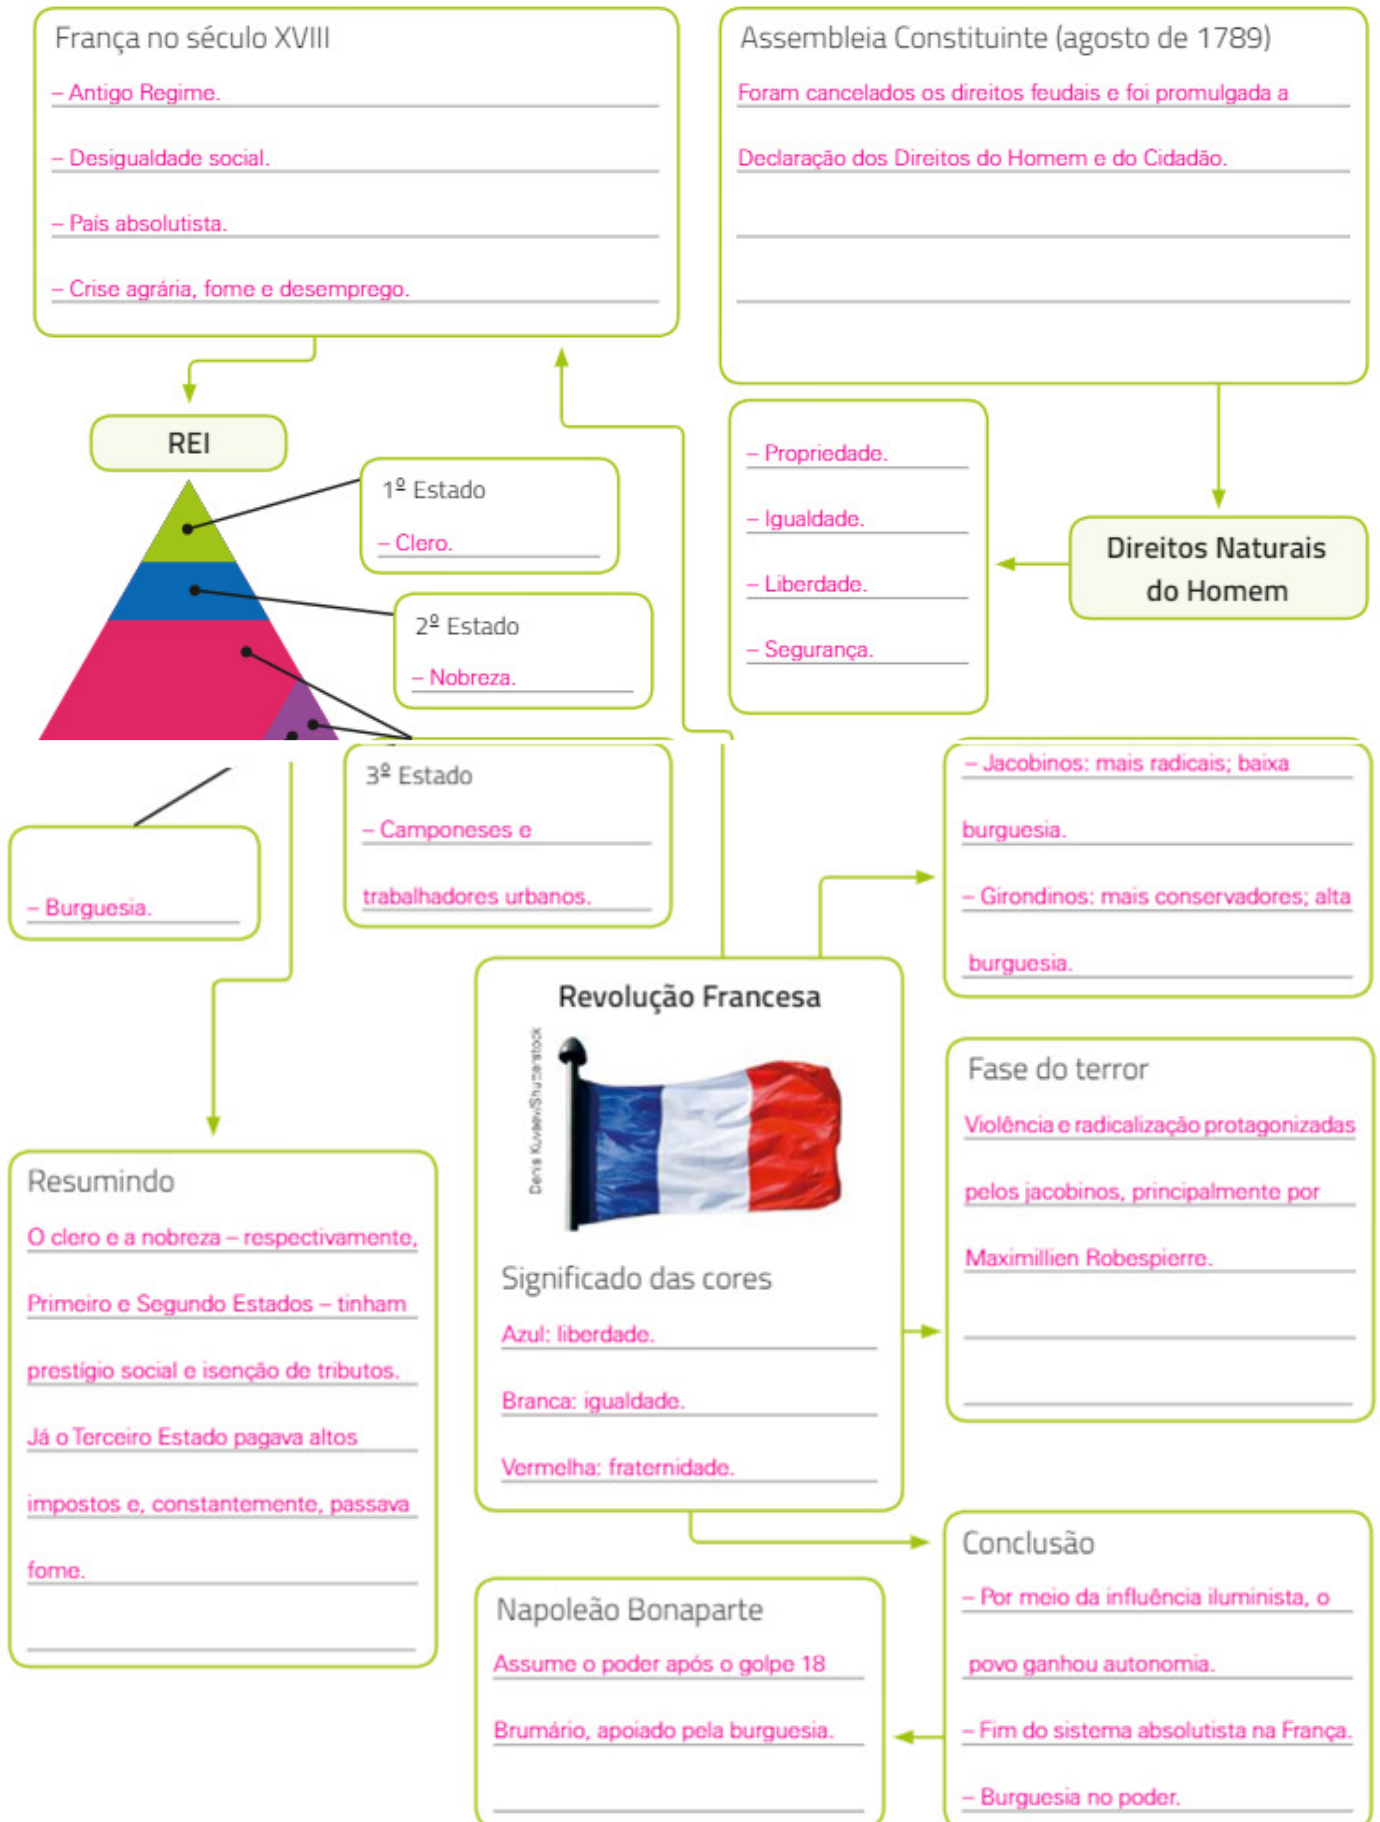 França no século XVIII
– Antigo Regime.
– Desigualdade social.
– País absolutista.
– Crise agrária, fome e desemprego.
Assembleia Constituinte (agosto de 1789)
Foram cancelados os direitos feudais e foi promulgada a
Declaração dos Direitos do Homem e do Cidadão.
REI
1º Estado
– Clero.
2º Estado
– Nobreza.
– Propriedade.
– Igualdade.
– Liberdade.
– Segurança.
Direitos Naturais
do Homem
3º Estado
– Camponeses e
trabalhadores urbanos.
– Burguesia.
– Jacobinos: mais radicais; baixa
burguesia.
– Girondinos: mais conservadores; alta
burguesia.
Revolução Francesa
Denis Kuvaev/Shutterstock
Significado das cores
Azul: liberdade.
Branca: igualdade.
Vermelha: fraternidade.
Fase do terror
Violência e radicalização protagonizadas
pelos jacobinos, principalmente por
Maximillien Robespierre.
Resumindo
O clero e a nobreza – respectivamente,
Primeiro e Segundo Estados – tinham
prestígio social e isenção de tributos.
Já o Terceiro Estado pagava altos
impostos e, constantemente, passava
fome.
Conclusão
– Por meio da influência iluminista, o
povo ganhou autonomia.
– Fim do sistema absolutista na França.
– Burguesia no poder.
Napoleão Bonaparte
Assume o poder após o golpe 18
Brumário, apoiado pela burguesia.